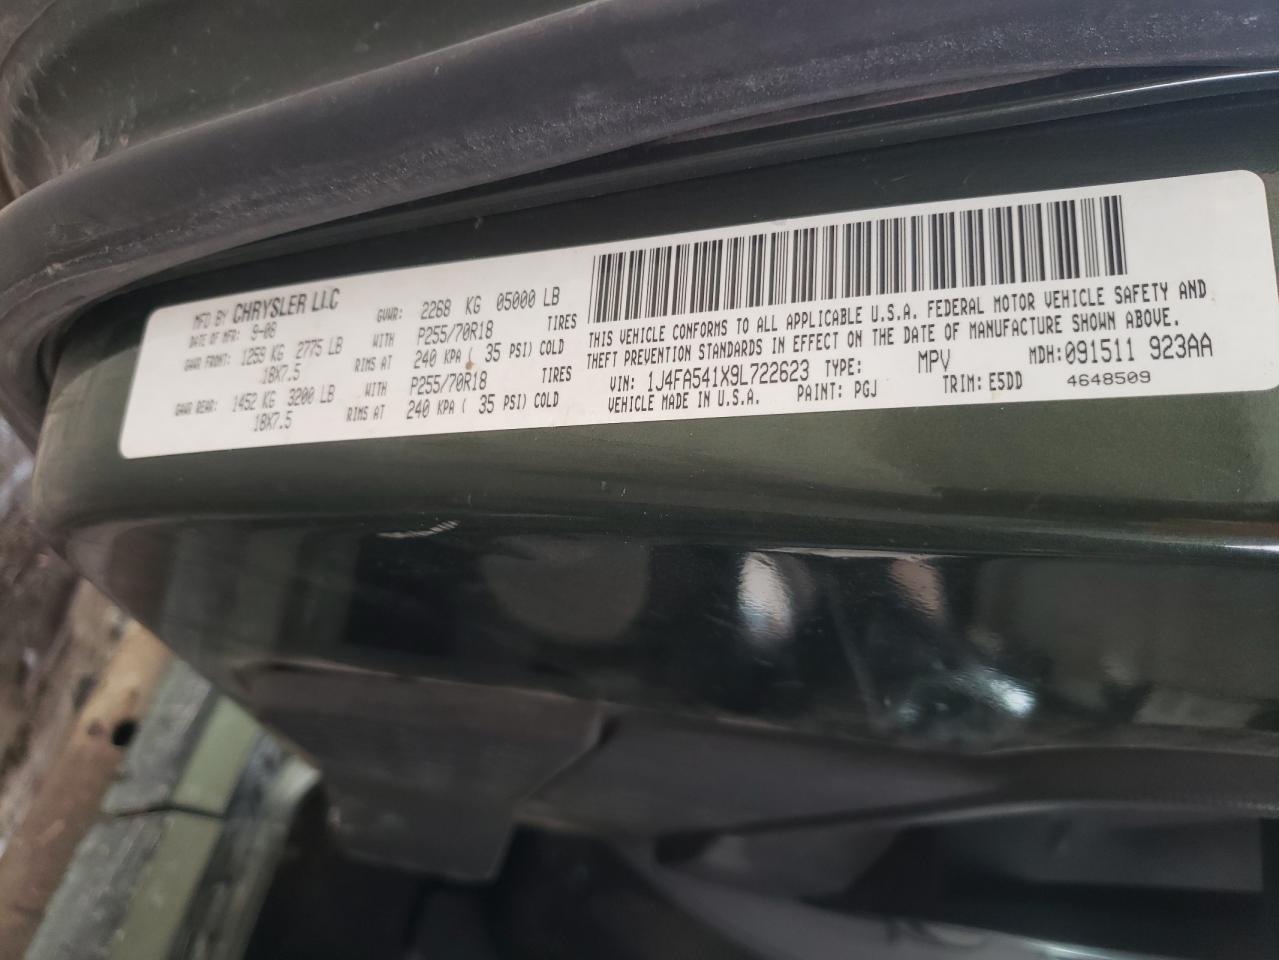 MFD BY CHRYSLER LLC
DATE OF MFR: 9-08 GVWR: 2268 KG 05000 LB
GAWR FRONT: 1259 KG 2775 LB WITH P255/70R18 TIRES
18X7.5 RIMS AT 240 KPA ( 35 PSI) COLD
GAWR REAR: 1452 KG 3200 LB WITH P255/70R18 TIRES
18X7.5 RIMS AT 240 KPA ( 35 PSI) COLD
THIS VEHICLE CONFORMS TO ALL APPLICABLE U.S.A. FEDERAL MOTOR VEHICLE SAFETY AND
THEFT PREVENTION STANDARDS IN EFFECT ON THE DATE OF MANUFACTURE SHOWN ABOVE.
VIN: 1J4FA541X9L722623 TYPE: MPV MDH:091511 923AA
VEHICLE MADE IN U.S.A. PAINT: PGJ TRIM: E5DD 4648509